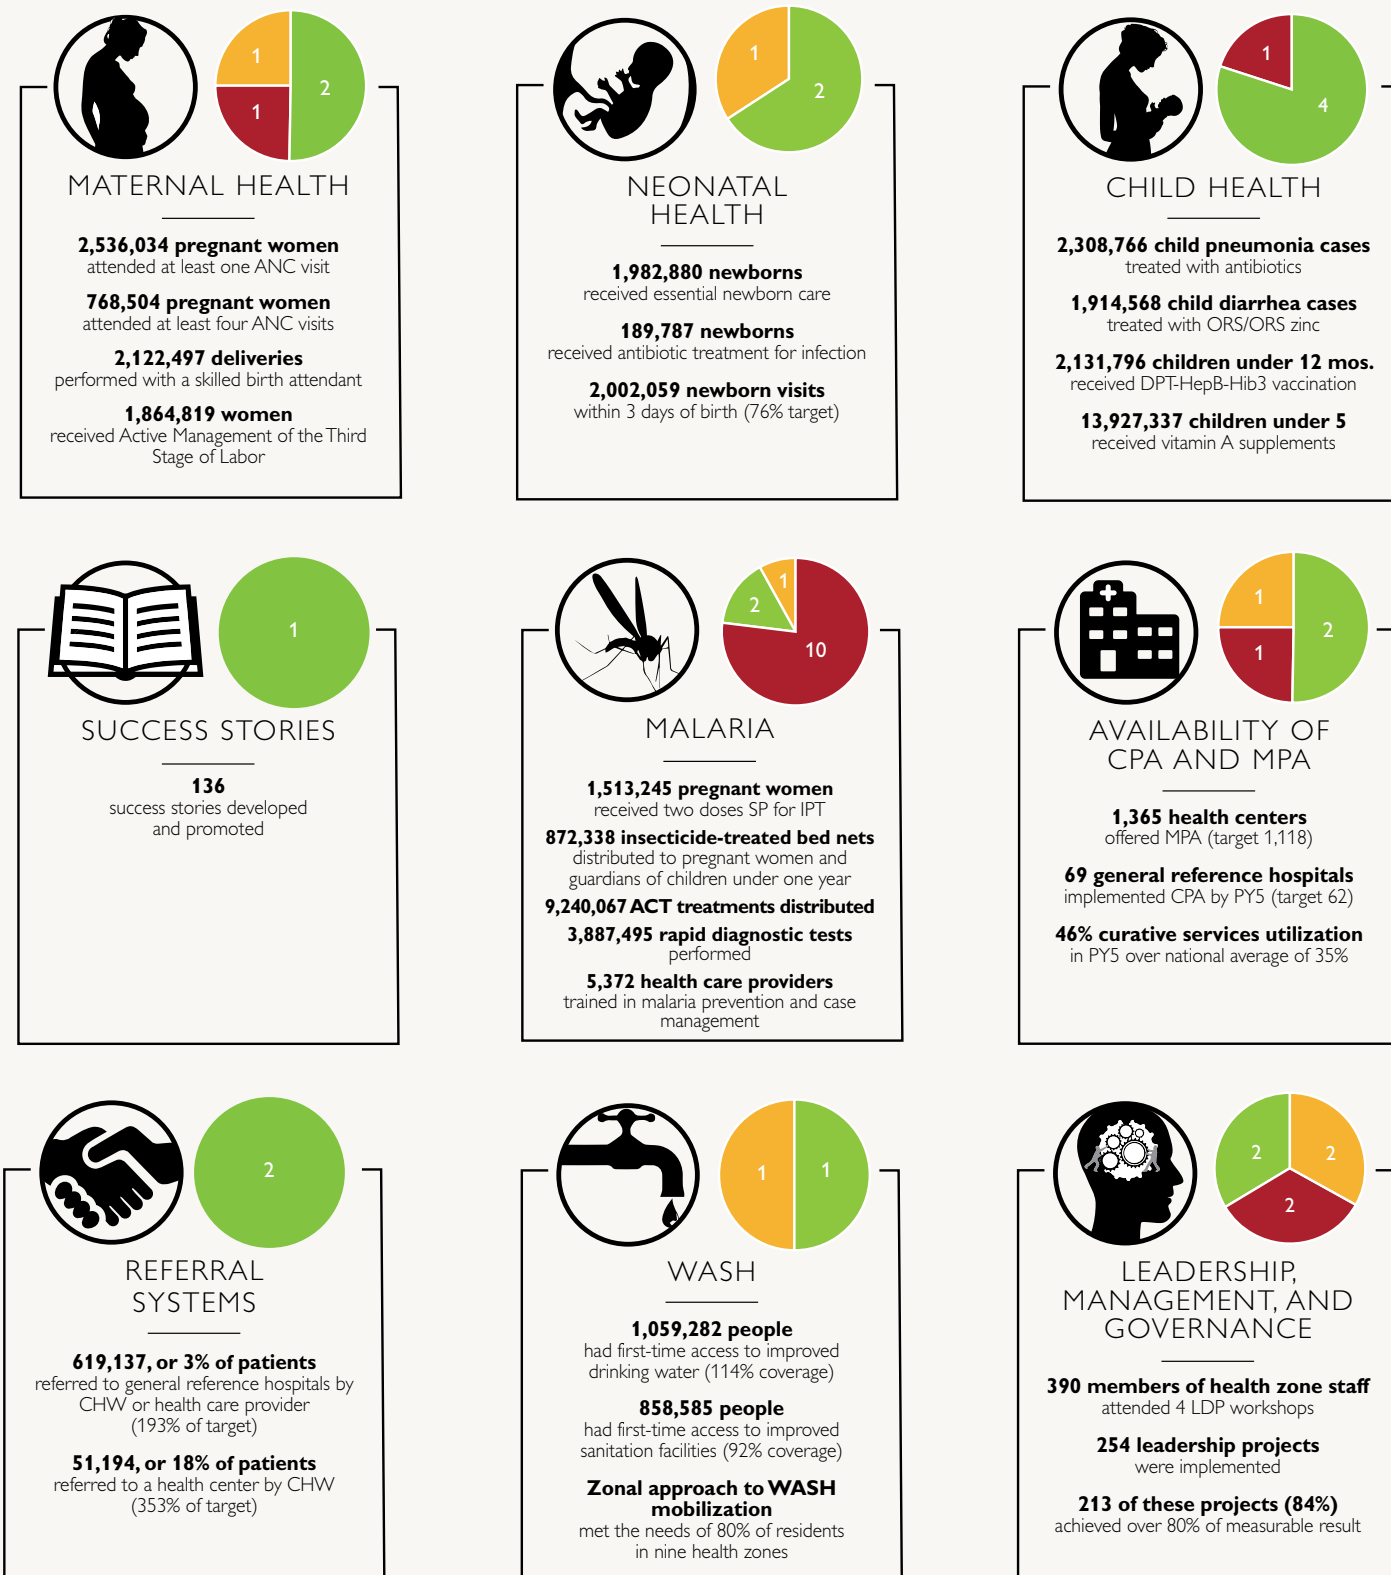 1
2
1
MATERNAL HEALTH
2,536,034 pregnant women
attended at least one ANC visit
768,504 pregnant women
attended at least four ANC visits
2,122,497 deliveries
performed with a skilled birth attendant
1,864,819 women
received Active Management of the Third
Stage of Labor
1
2
NEONATAL
HEALTH
1,982,880 newborns
received essential newborn care
189,787 newborns
received antibiotic treatment for infection
2,002,059 newborn visits
within 3 days of birth (76% target)
1
4
CHILD HEALTH
2,308,766 child pneumonia cases
treated with antibiotics
1,914,568 child diarrhea cases
treated with ORS/ORS zinc
2,131,796 children under 12 mos.
received DPT-HepB-Hib3 vaccination
13,927,337 children under 5
received vitamin A supplements
1
SUCCESS STORIES
136
success stories developed
and promoted
1
2
10
MALARIA
1,513,245 pregnant women
received two doses SP for IPT
872,338 insecticide-treated bed nets
distributed to pregnant women and
guardians of children under one year
9,240,067 ACT treatments distributed
3,887,495 rapid diagnostic tests
performed
5,372 health care providers
trained in malaria prevention and case
management
1
2
1
AVAILABILITY OF
CPA AND MPA
1,365 health centers
offered MPA (target 1,118)
69 general reference hospitals
implemented CPA by PY5 (target 62)
46% curative services utilization
in PY5 over national average of 35%
2
REFERRAL
SYSTEMS
619,137, or 3% of patients
referred to general reference hospitals by
CHW or health care provider
(193% of target)
51,194, or 18% of patients
referred to a health center by CHW
(353% of target)
1
1
WASH
1,059,282 people
had first-time access to improved
drinking water (114% coverage)
858,585 people
had first-time access to improved
sanitation facilities (92% coverage)
Zonal approach to WASH
mobilization
met the needs of 80% of residents
in nine health zones
2
2
2
LEADERSHIP,
MANAGEMENT, AND
GOVERNANCE
390 members of health zone staff
attended 4 LDP workshops
254 leadership projects
were implemented
213 of these projects (84%)
achieved over 80% of measurable result